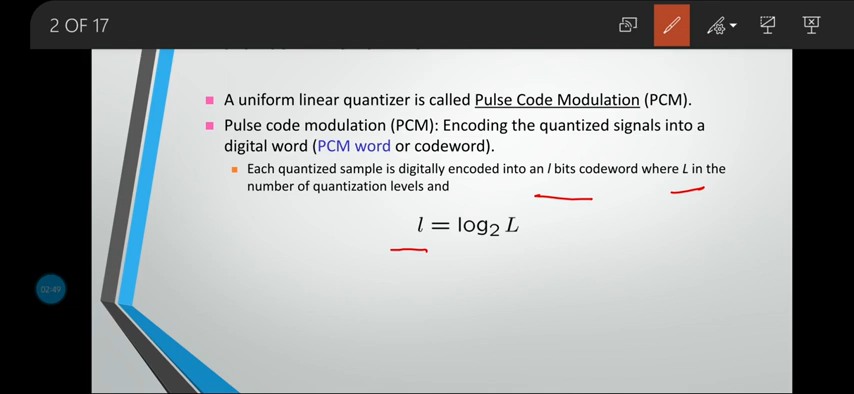 2 OF 17
A uniform linear quantizer is called Pulse Code Modulation (PCM).
Pulse code modulation (PCM): Encoding the quantized signals into a
digital word (PCM word or codeword).
Each quantized sample is digitally encoded into an l bits codeword where L in the
number of quantization levels and
l = log₂ L
02:49